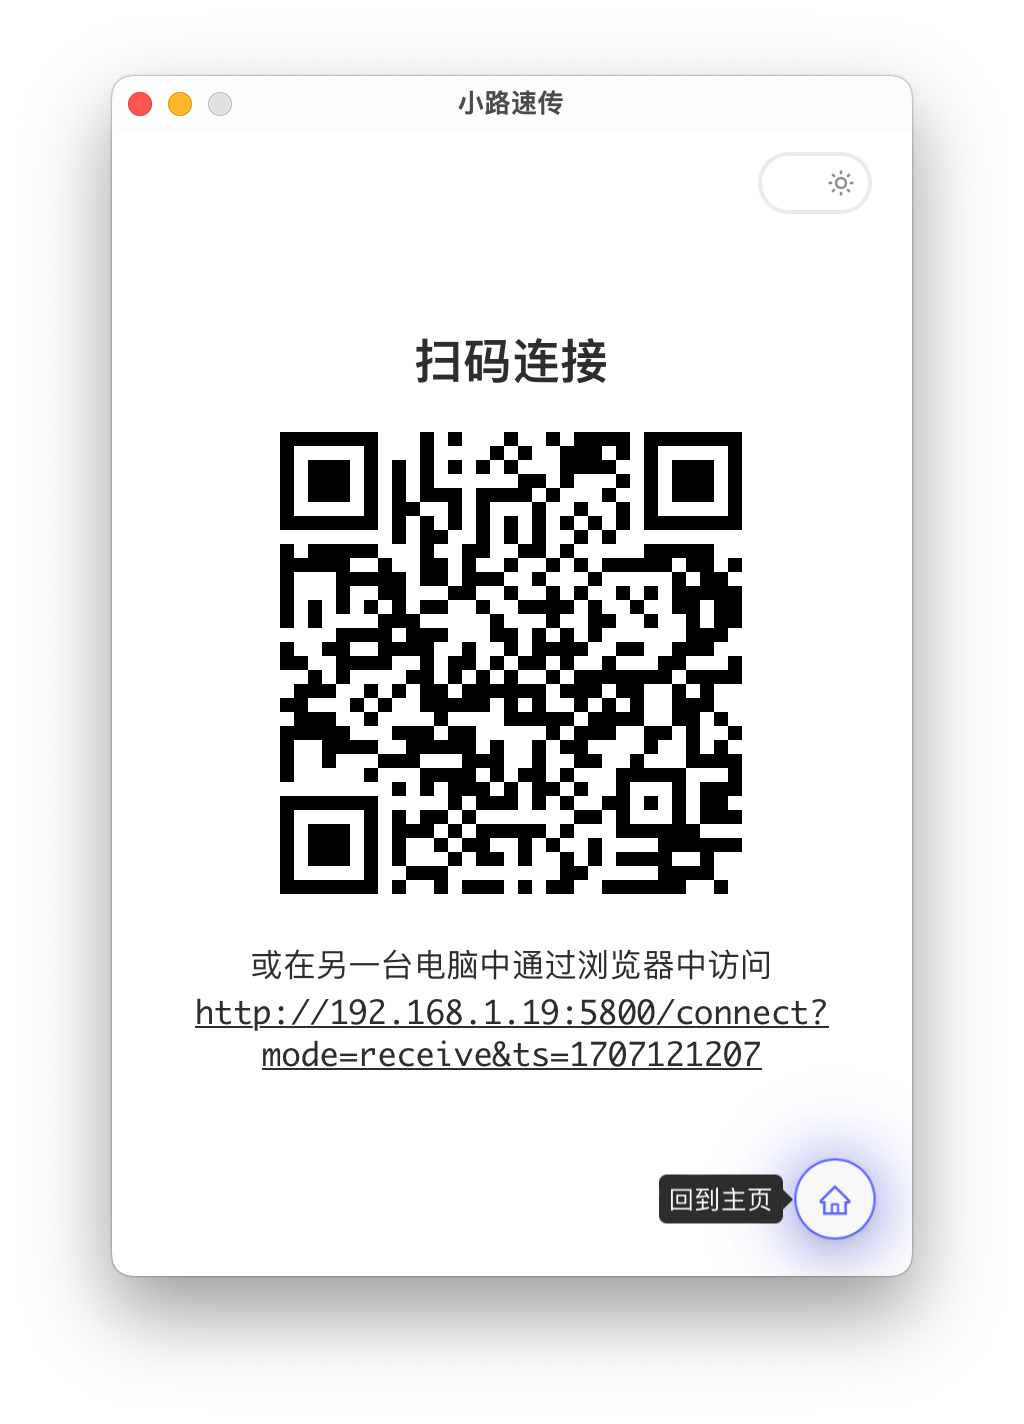 小路速传
扫码连接
或在另一台电脑中通过浏览器中访问
http://192.168.1.19:5800/connect?
mode=receive&ts=1707121207
回到主页